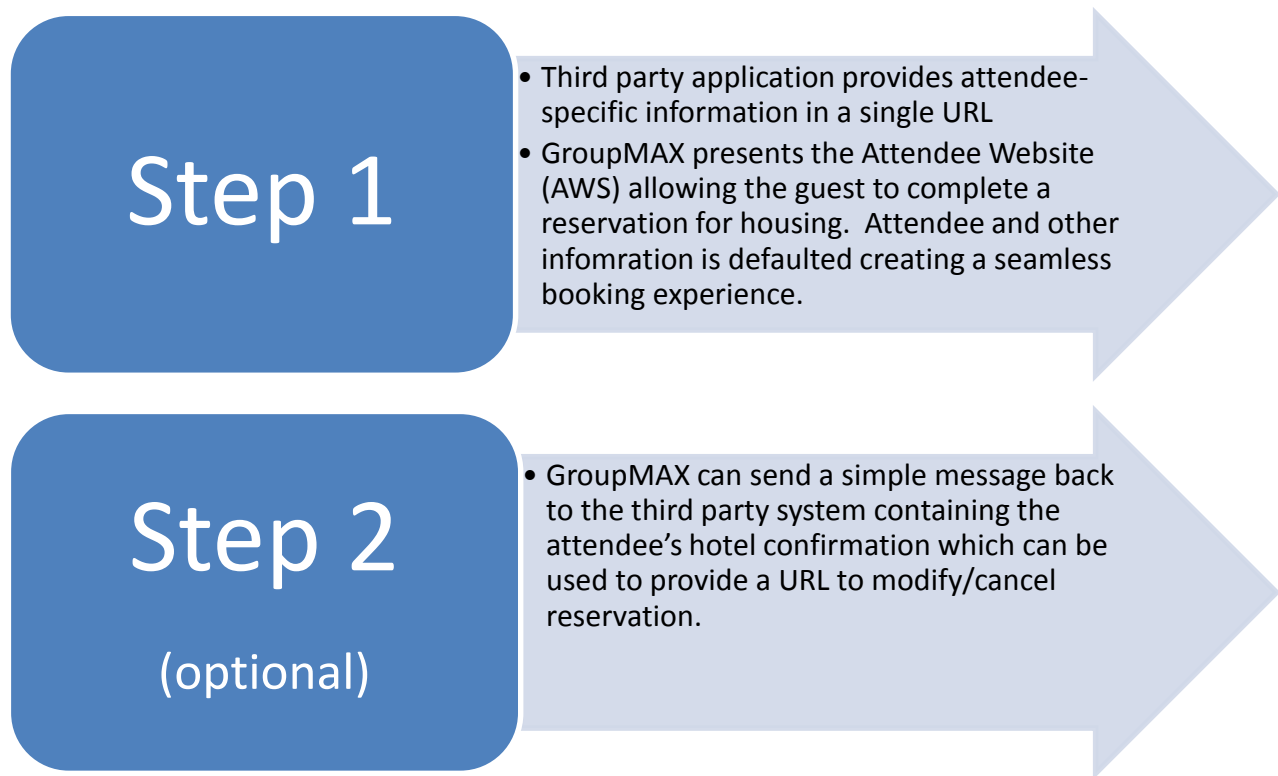 Step 1
• Third party application provides attendee-
specific information in a single URL
• GroupMAX presents the Attendee Website
(AWS) allowing the guest to complete a
reservation for housing.  Attendee and other
infomration is defaulted creating a seamless
booking experience.
Step 2
(optional)
• GroupMAX can send a simple message back
to the third party system containing the
attendee’s hotel confirmation which can be
used to provide a URL to modify/cancel
reservation.